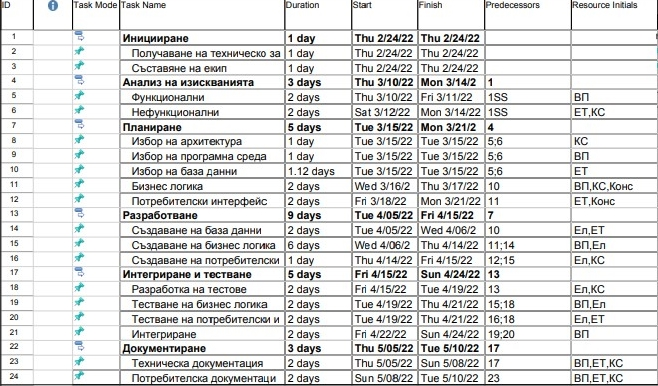 ID Task Mode Task Name Duration Start Finish Predecessors Resource Initials
1 Иницииране 1 day Thu 2/24/22 Thu 2/24/22
2 Получаване на техническо за 1 day Thu 2/24/22 Thu 2/24/22
3 Съставяне на екип 1 day Thu 2/24/22 Thu 2/24/22
4 Анализ на изискванията 3 days Thu 3/10/22 Mon 3/14/2 1
5 Функционални 2 days Thu 3/10/22 Fri 3/11/22 1SS ВП
6 Нефункционални 2 days Sat 3/12/22 Mon 3/14/22 1SS ЕТ,КС
7 Планиране 5 days Tue 3/15/22 Mon 3/21/2 4
8 Избор на архитектура 1 day Tue 3/15/22 Tue 3/15/22 5;6 КС
9 Избор на програмна среда 1 day Tue 3/15/22 Tue 3/15/22 5;6 ВП
10 Избор на база данни 1.12 days Tue 3/15/22 Tue 3/15/22 5;6 ЕТ
11 Бизнес логика 2 days Wed 3/16/2 Thu 3/17/22 10 ВП,КС,Конс
12 Потребителски интерфейс 2 days Fri 3/18/22 Mon 3/21/22 11 ЕТ,Конс
13 Разработване 9 days Tue 4/05/22 Fri 4/15/22 7
14 Създаване на база данни 2 days Tue 4/05/22 Wed 4/06/2 10 Ел,ЕТ
15 Създаване на бизнес логика 6 days Wed 4/06/2 Thu 4/14/22 11;14 ВП,Ел
16 Създаване на потребителски 1 day Thu 4/14/22 Fri 4/15/22 12;15 Ел,КС
17 Интегриране и тестване 5 days Fri 4/15/22 Sun 4/24/22 13
18 Разработка на тестове 2 days Fri 4/15/22 Tue 4/19/22 13 Ел,КС
19 Тестване на бизнес логика 2 days Tue 4/19/22 Thu 4/21/22 15;18 ВП,Ел
20 Тестване на потребителски и 2 days Tue 4/19/22 Thu 4/21/22 16;18 Ел,ЕТ
21 Интегриране 2 days Fri 4/22/22 Sun 4/24/22 19;20 ВП
22 Документиране 3 days Thu 5/05/22 Tue 5/10/22 17
23 Техническа документация 2 days Thu 5/05/22 Sun 5/08/22 17 ВП,ЕТ,КС
24 Потребителска документаци 2 days Sun 5/08/22 Tue 5/10/22 23 ВП,ЕТ,КС